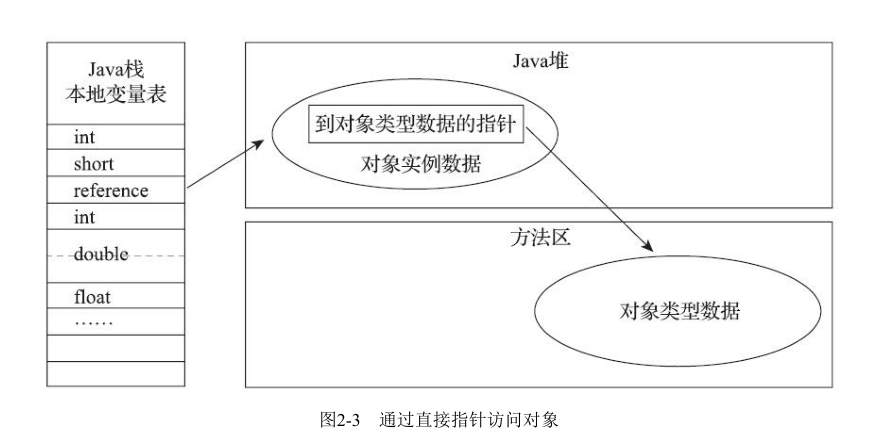 Java栈
本地变量表
int
short
reference
int
double
float
……
Java堆
到对象类型数据的指针
对象实例数据
方法区
对象类型数据
图2-3 通过直接指针访问对象